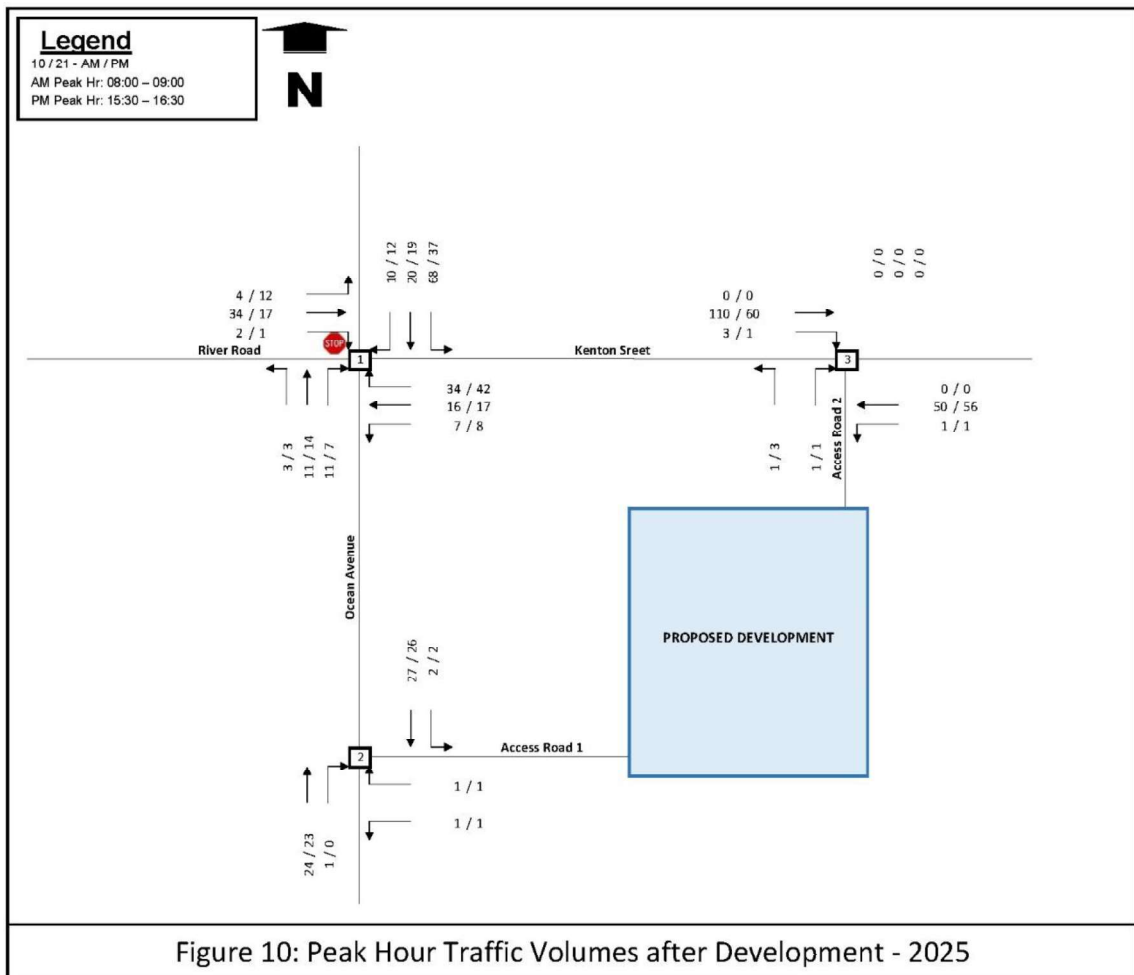 Legend
10 / 21 - AM / PM
AM Peak Hr: 08:00 – 09:00
PM Peak Hr: 15:30 – 16:30
N
10 / 12
20 / 19
68 / 37
0 / 0
0 / 0
0 / 0
4 / 12
34 / 17
2 / 1
0 / 0
110 / 60
3 / 1
River Road
STOP
1
Kenton Sreet
3
34 / 42
16 / 17
7 / 8
0 / 0
50 / 56
1 / 1
3 / 3
11 / 14
11 / 7
1 / 3
1 / 1
Access Road 2
Ocean Avenue
PROPOSED DEVELOPMENT
27 / 26
2 / 2
2
Access Road 1
1 / 1
1 / 1
24 / 23
1 / 0
Figure 10: Peak Hour Traffic Volumes after Development - 2025